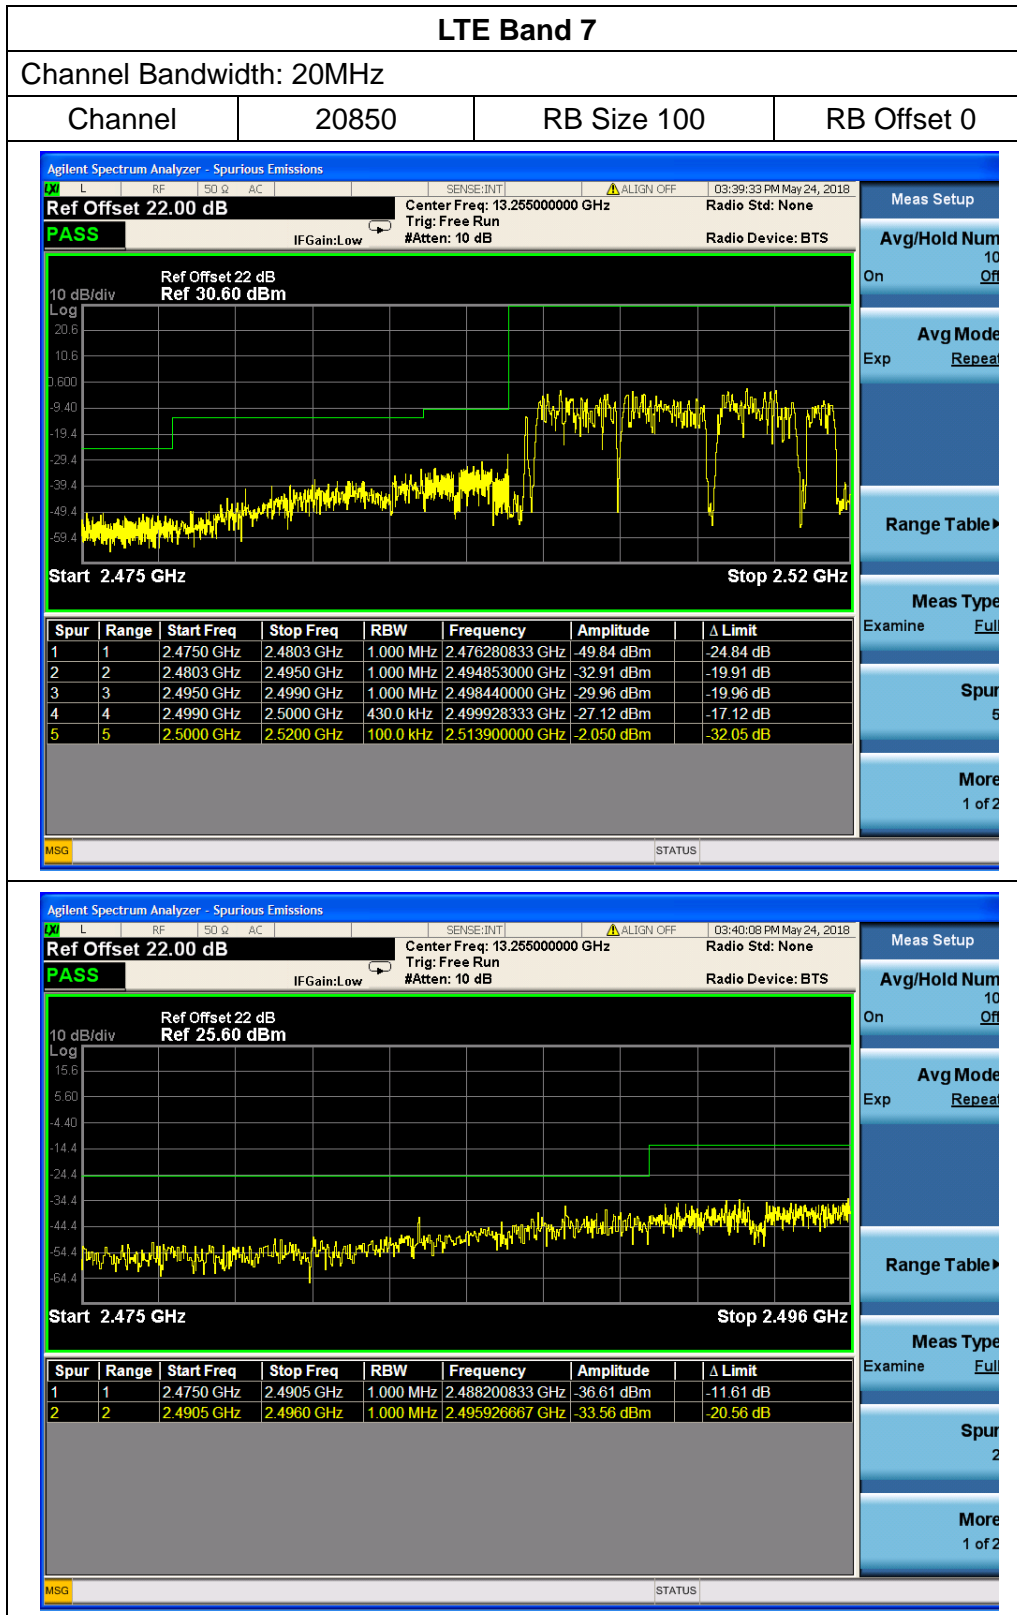 LTE Band 7
Channel Bandwidth: 20MHz
Channel 20850 RB Size 100 RB Offset 0
Agilent Spectrum Analyzer - Spurious Emissions
LXI L RF 50 Ω AC SENSE:INT ALIGN OFF 03:39:33 PM May 24, 2018
Ref Offset 22.00 dB Center Freq: 13.255000000 GHz Radio Std: None
Trig: Free Run
PASS IFGain:Low #Atten: 10 dB Radio Device: BTS
Ref Offset 22 dB
10 dB/div Ref 30.60 dBm
Log
20.6
10.6
0.600
-9.40
-19.4
-29.4
-39.4
-49.4
-59.4
Start 2.475 GHz Stop 2.52 GHz
Spur Range Start Freq Stop Freq RBW Frequency Amplitude Δ Limit
1 1 2.4750 GHz 2.4803 GHz 1.000 MHz 2.476280833 GHz -49.84 dBm -24.84 dB
2 2 2.4803 GHz 2.4950 GHz 1.000 MHz 2.494853000 GHz -32.91 dBm -19.91 dB
3 3 2.4950 GHz 2.4990 GHz 1.000 MHz 2.498440000 GHz -29.96 dBm -19.96 dB
4 4 2.4990 GHz 2.5000 GHz 430.0 kHz 2.499928333 GHz -27.12 dBm -17.12 dB
5 5 2.5000 GHz 2.5200 GHz 100.0 kHz 2.513900000 GHz -2.050 dBm -32.05 dB
MSG STATUS
Meas Setup
Avg/Hold Num
10
On Off
Avg Mode
Exp Repeat
Range Table
Meas Type
Examine Full
Spur
5
More
1 of 2
Agilent Spectrum Analyzer - Spurious Emissions
LXI L RF 50 Ω AC SENSE:INT ALIGN OFF 03:40:08 PM May 24, 2018
Ref Offset 22.00 dB Center Freq: 13.255000000 GHz Radio Std: None
Trig: Free Run
PASS IFGain:Low #Atten: 10 dB Radio Device: BTS
Ref Offset 22 dB
10 dB/div Ref 25.60 dBm
Log
15.6
5.60
-4.40
-14.4
-24.4
-34.4
-44.4
-54.4
-64.4
Start 2.475 GHz Stop 2.496 GHz
Spur Range Start Freq Stop Freq RBW Frequency Amplitude Δ Limit
1 1 2.4750 GHz 2.4905 GHz 1.000 MHz 2.488200833 GHz -36.61 dBm -11.61 dB
2 2 2.4905 GHz 2.4960 GHz 1.000 MHz 2.495926667 GHz -33.56 dBm -20.56 dB
MSG STATUS
Meas Setup
Avg/Hold Num
10
On Off
Avg Mode
Exp Repeat
Range Table
Meas Type
Examine Full
Spur
2
More
1 of 2